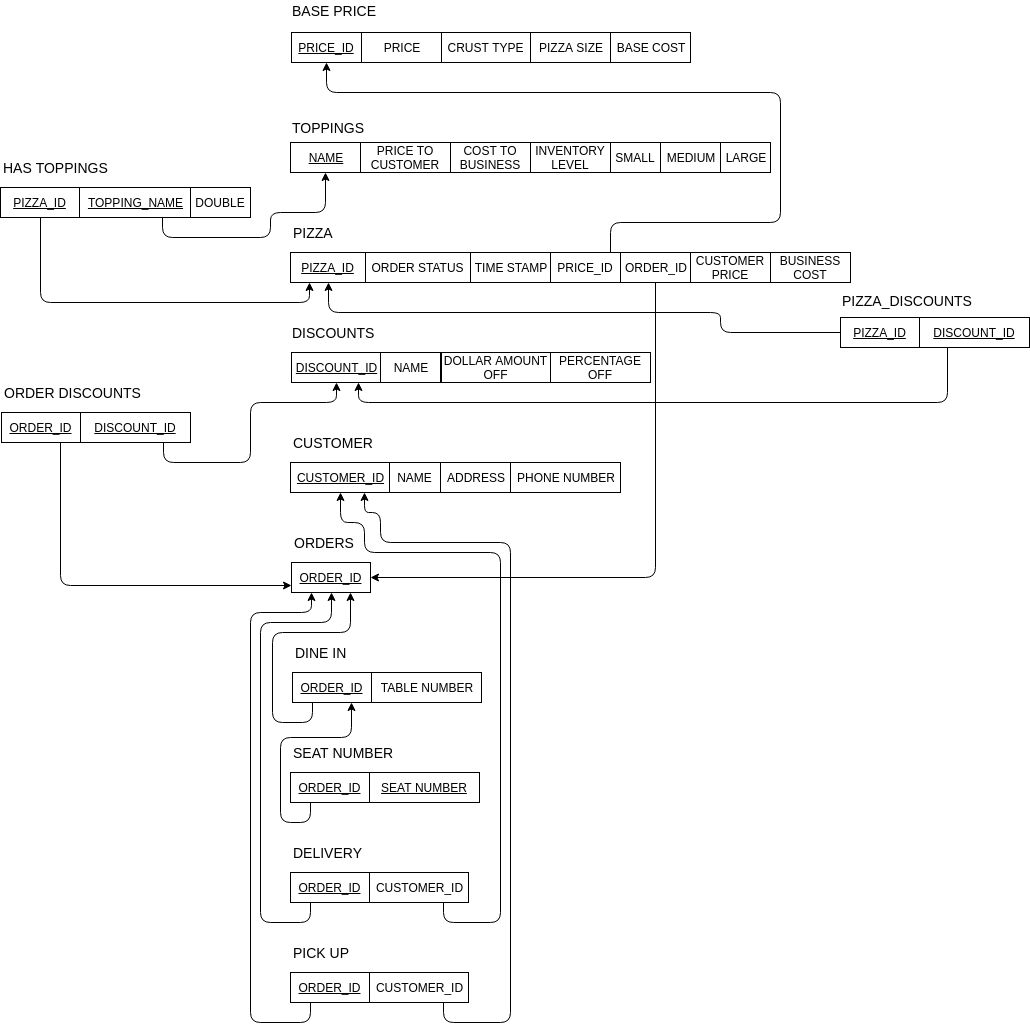 BASE PRICE
PRICE_ID PRICE CRUST TYPE PIZZA SIZE BASE COST
TOPPINGS
NAME PRICE TO CUSTOMER COST TO BUSINESS INVENTORY LEVEL SMALL MEDIUM LARGE
HAS TOPPINGS
PIZZA_ID TOPPING_NAME DOUBLE
PIZZA
PIZZA_ID ORDER STATUS TIME STAMP PRICE_ID ORDER_ID CUSTOMER PRICE BUSINESS COST
PIZZA_DISCOUNTS
PIZZA_ID DISCOUNT_ID
DISCOUNTS
DISCOUNT_ID NAME DOLLAR AMOUNT OFF PERCENTAGE OFF
ORDER DISCOUNTS
ORDER_ID DISCOUNT_ID
CUSTOMER
CUSTOMER_ID NAME ADDRESS PHONE NUMBER
ORDERS
ORDER_ID
DINE IN
ORDER_ID TABLE NUMBER
SEAT NUMBER
ORDER_ID SEAT NUMBER
DELIVERY
ORDER_ID CUSTOMER_ID
PICK UP
ORDER_ID CUSTOMER_ID